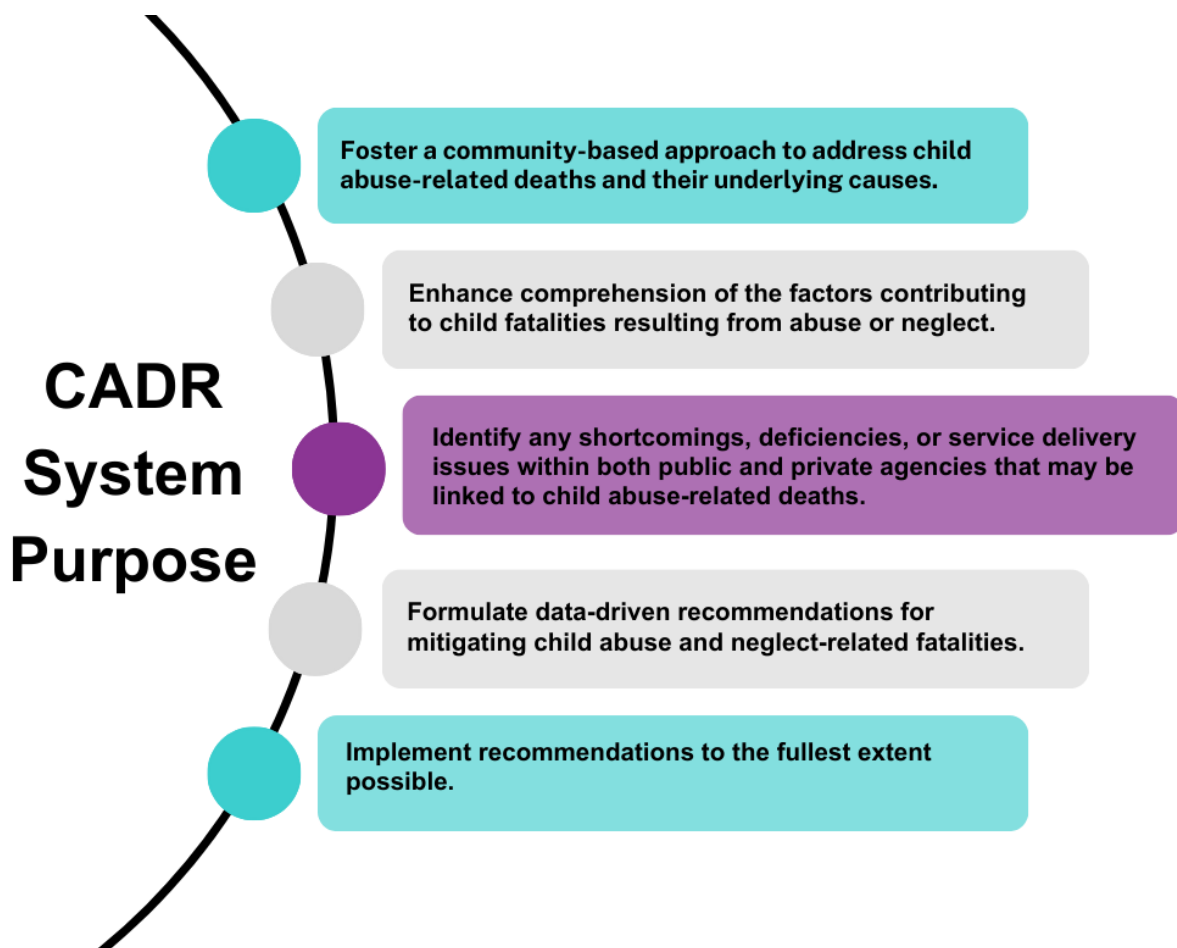 CADR
System
Purpose
Foster a community-based approach to address child
abuse-related deaths and their underlying causes.
Enhance comprehension of the factors contributing
to child fatalities resulting from abuse or neglect.
Identify any shortcomings, deficiencies, or service delivery
issues within both public and private agencies that may be
linked to child abuse-related deaths.
Formulate data-driven recommendations for
mitigating child abuse and neglect-related fatalities.
Implement recommendations to the fullest extent
possible.